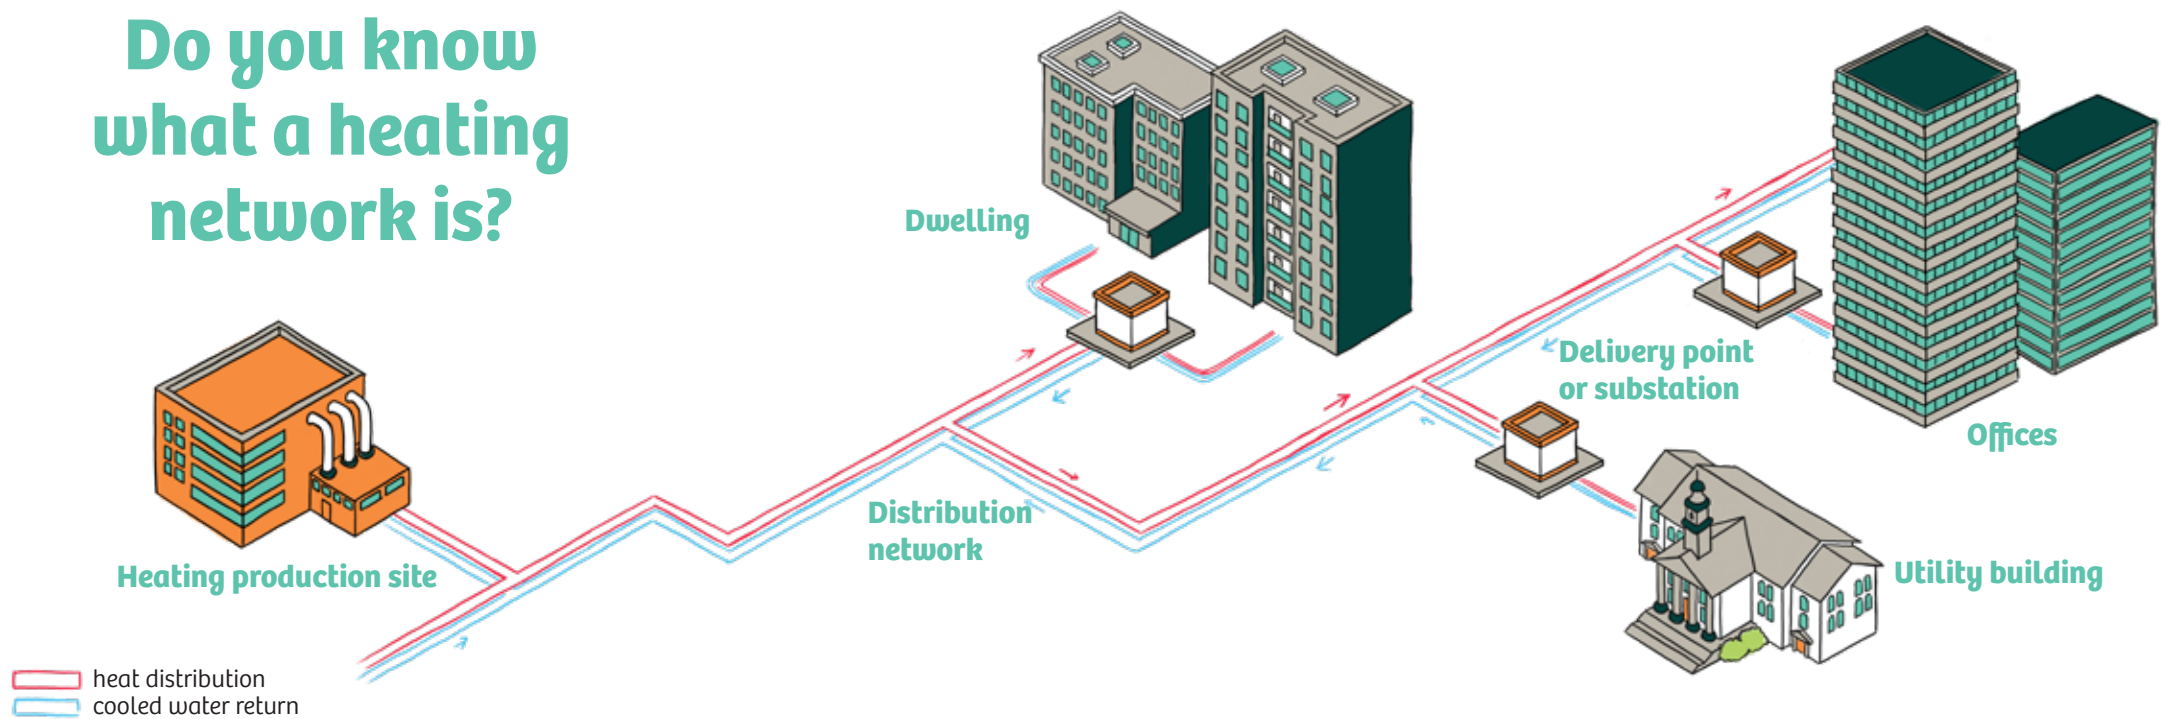 Do you know
what a heating
network is?
Dwelling
Delivery point
or substation
Offices
Distribution
network
Heating production site
Utility building
heat distribution
cooled water return